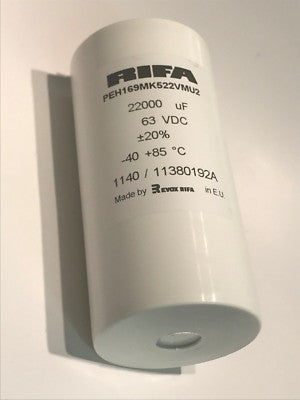 RIFA
PEH169MK522VMU2
22000 uF
63 VDC
±20%
-40 +85 °C
1140 / 11380192A
Made by EVOX RIFA in E.U.